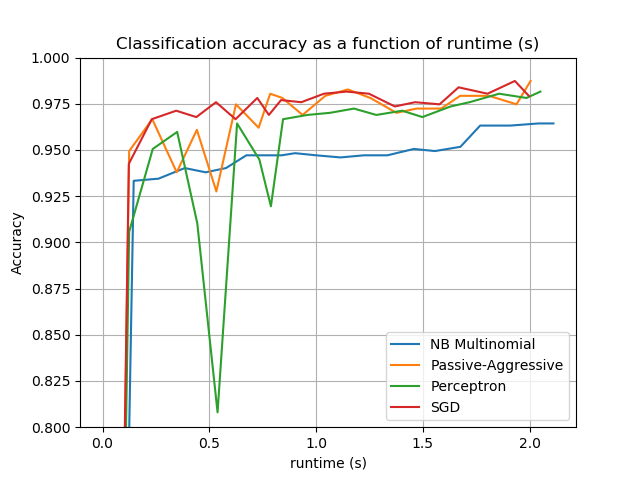 Classification accuracy as a function of runtime (s)
1.000
0.975
0.950
0.925
0.900
0.875
0.850
0.825
0.800
Accuracy
NB Multinomial
Passive-Aggressive
Perceptron
SGD
0.0 0.5 1.0 1.5 2.0
runtime (s)